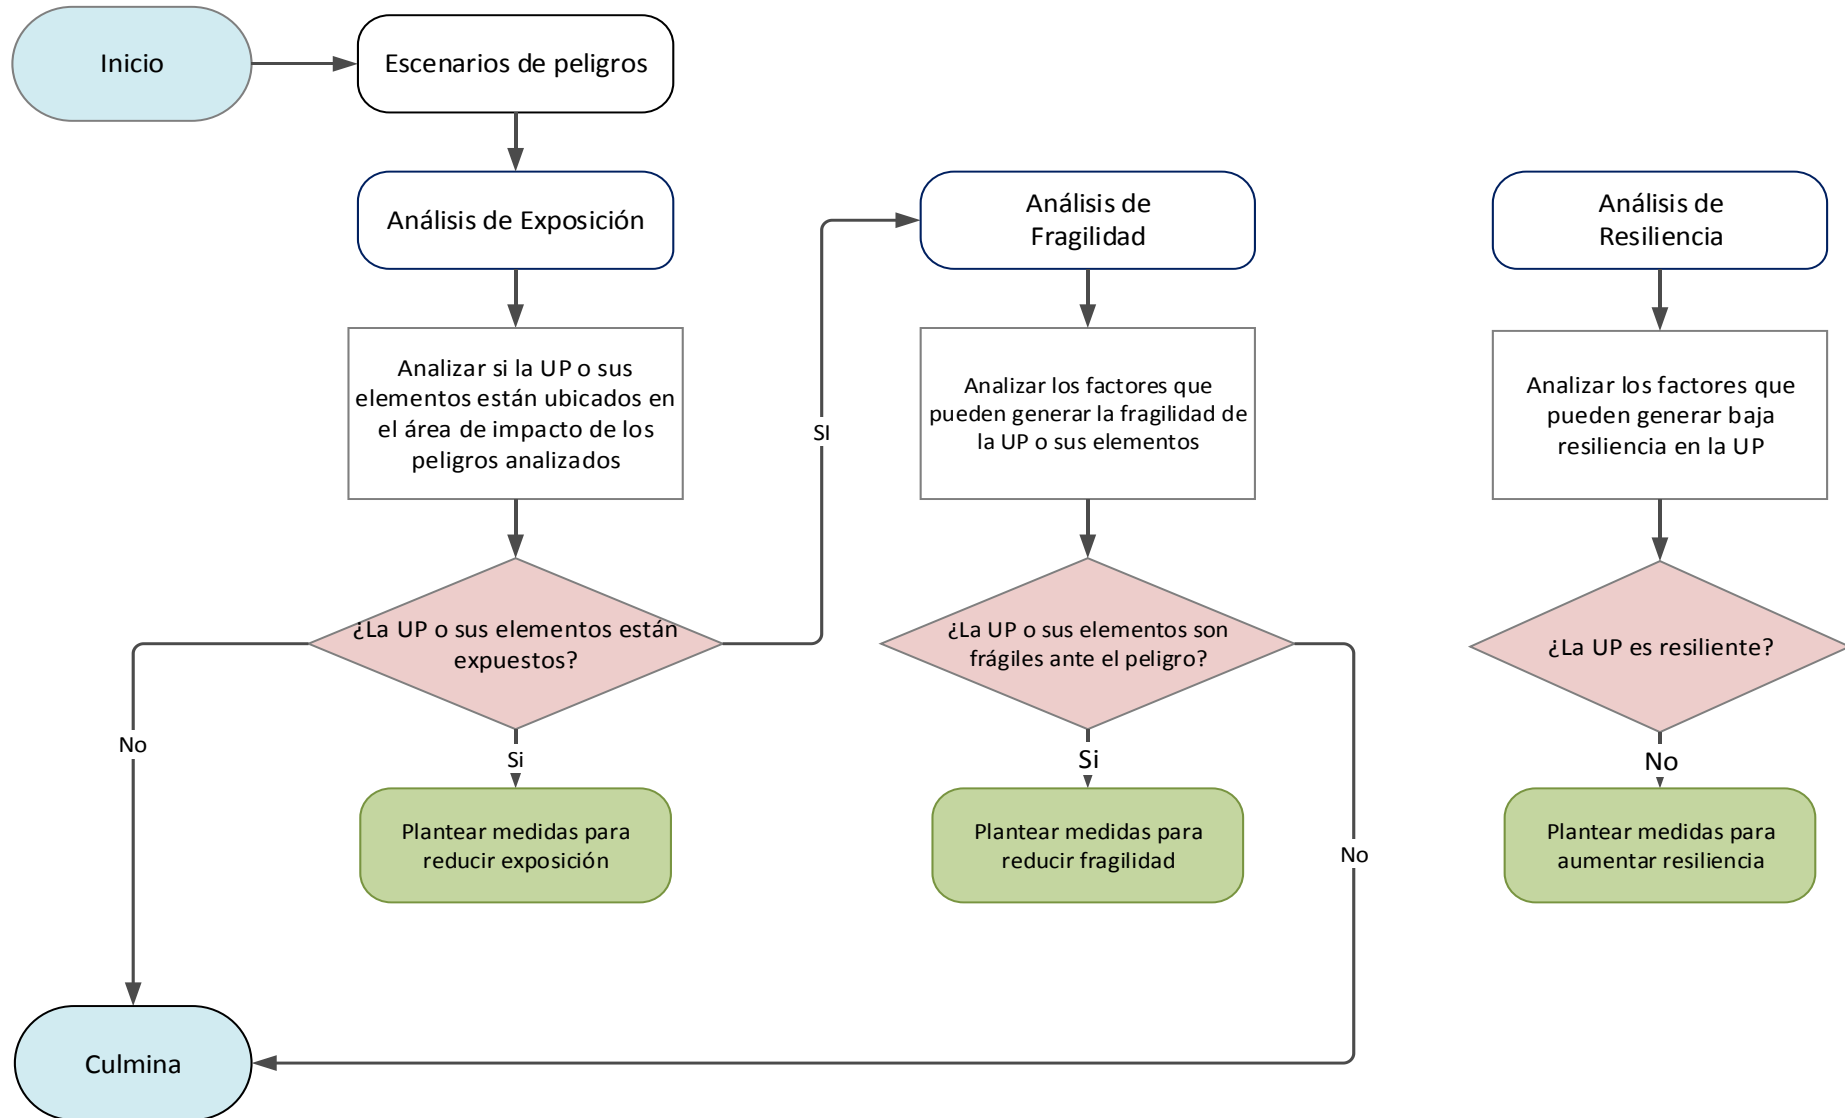 Inicio
Escenarios de peligros
Análisis de Exposición
Analizar si la UP o sus
elementos están ubicados en
el área de impacto de los
peligros analizados
¿La UP o sus elementos están
expuestos?
No
Si
SI
Plantear medidas para
reducir exposición
Análisis de
Fragilidad
Analizar los factores que
pueden generar la fragilidad de
la UP o sus elementos
¿La UP o sus elementos son
frágiles ante el peligro?
Si
No
Plantear medidas para
reducir fragilidad
Análisis de
Resiliencia
Analizar los factores que
pueden generar baja
resiliencia en la UP
¿La UP es resiliente?
No
Plantear medidas para
aumentar resiliencia
Culmina